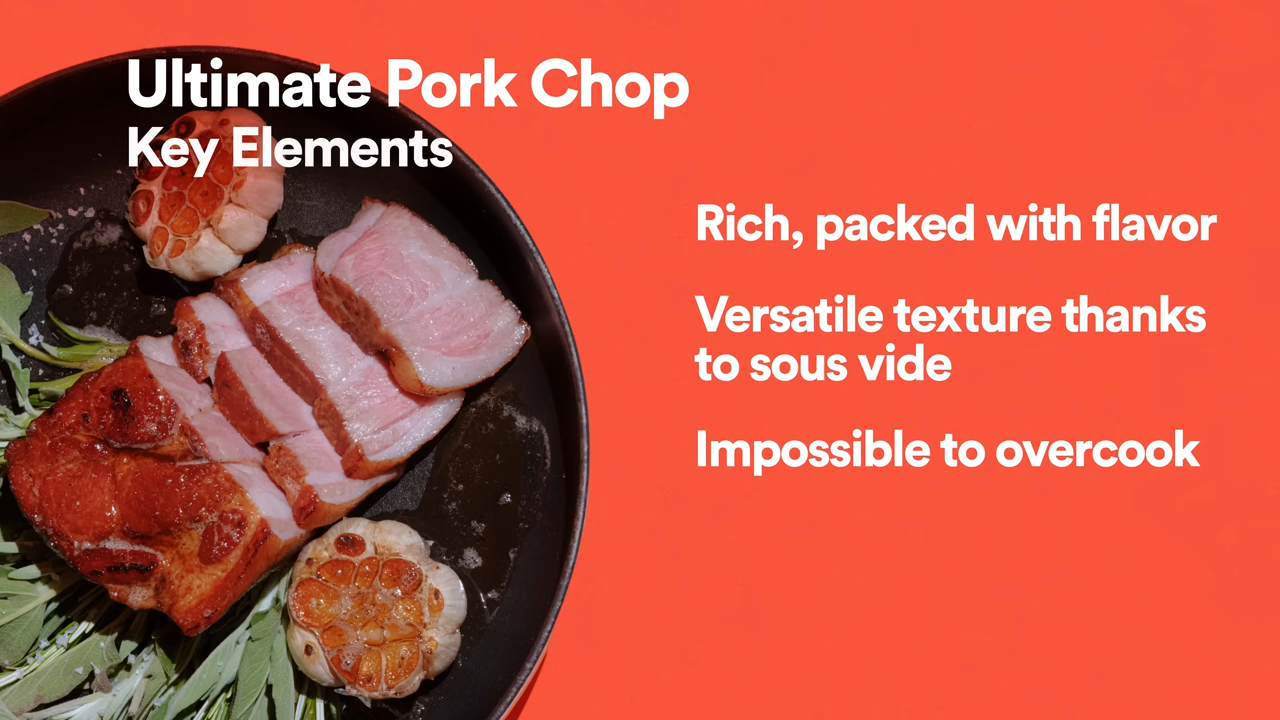 Ultimate Pork Chop
Key Elements
Rich, packed with flavor
Versatile texture thanks
to sous vide
Impossible to overcook